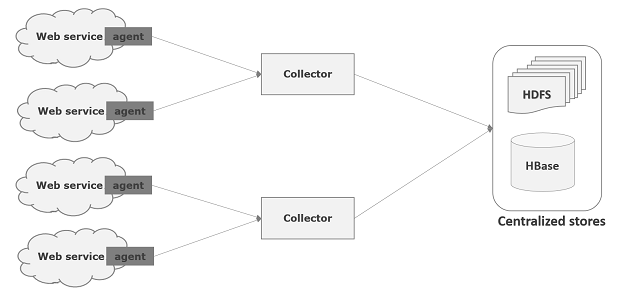 Web service agent
Web service agent
Collector
Web service agent
Web service agent
Collector
HDFS
HBase
Centralized stores